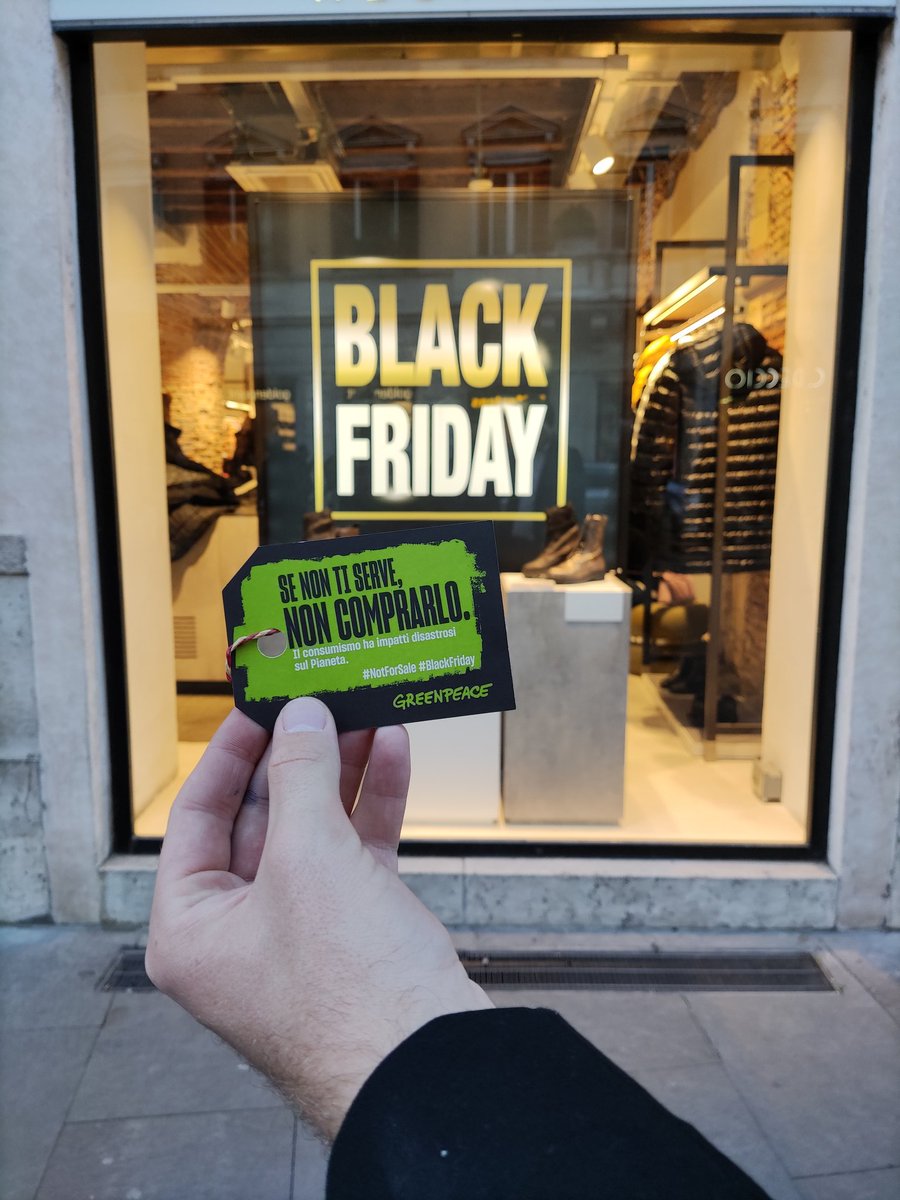 BLACK
FRIDAY
SE NON TI SERVE,
NON COMPRARLO.
Il consumismo ha impatti disastrosi
sul Pianeta.
#NotForSale #BlackFriday
GREENPEACE